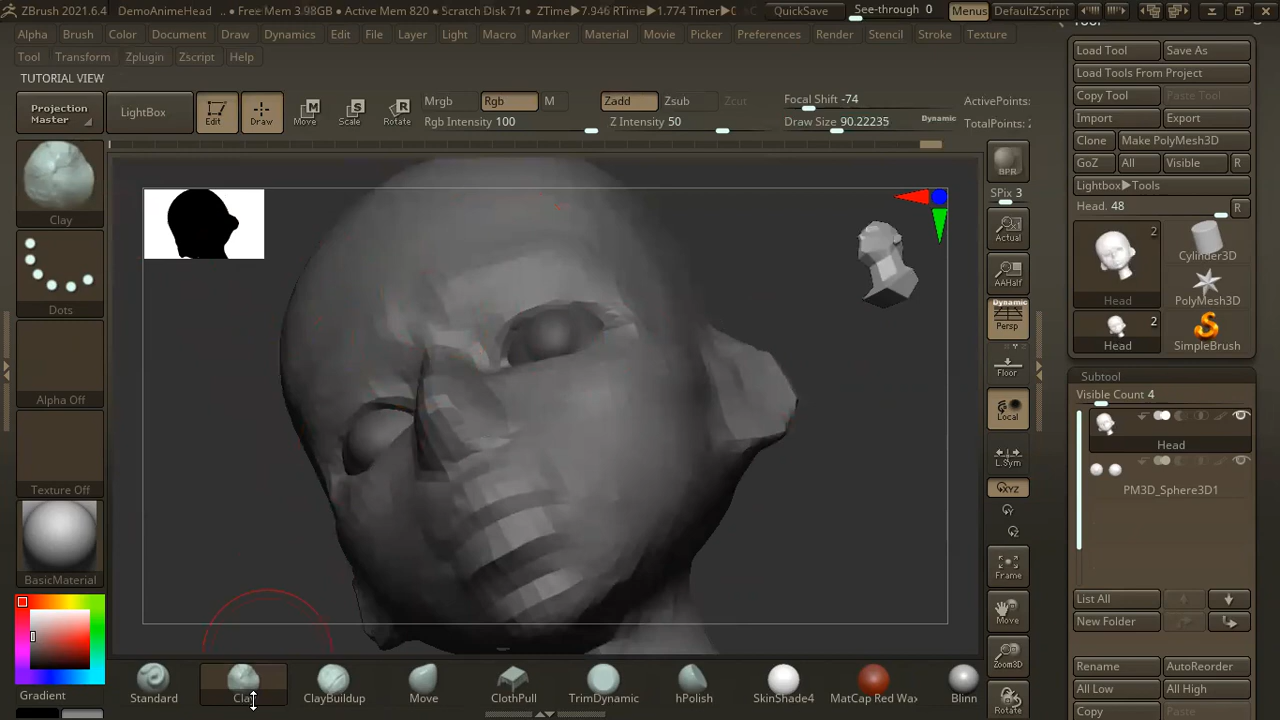 ZBrush 2021.6.4 DemoAnimeHead .. • Free Mem 3.98GB • Active Mem 820 • Scratch Disk 71 • ZTime▶7.946 RTime▶1.774 Timer▶0 QuickSave See-through 0 Menus DefaultZScript
Alpha Brush Color Document Draw Dynamics Edit File Layer Light Macro Marker Material Movie Picker Preferences Render Stencil Stroke Texture
Tool Transform Zplugin Zscript Help
TUTORIAL VIEW
Projection Master
LightBox
Edit
Draw
Move
Scale
Rotate
Mrgb Rgb M
Rgb Intensity 100
Zadd Zsub Zcut
Z Intensity 50
Focal Shift -74
Draw Size 90.22235 Dynamic
ActivePoints:
TotalPoints:
Clay
Dots
Alpha Off
Texture Off
BasicMaterial
Gradient
BPR
SPix 3
Actual
AAHalf
Dynamic
Persp
Floor
Local
L.Sym
XYZ
Y
Z
Frame
Move
Zoom3D
Rotate
Standard
Clay
ClayBuildup
Move
ClothPull
TrimDynamic
hPolish
SkinShade4
MatCap Red Wax
Blinn
Load Tool Save As
Load Tools From Project
Copy Tool Paste Tool
Import Export
Clone Make PolyMesh3D
GoZ All Visible R
Lightbox▶Tools
Head. 48 R
2
Head
Cylinder3D
PolyMesh3D
2
Head
SimpleBrush
Subtool
Visible Count 4
Head
PM3D_Sphere3D1
List All
New Folder
Rename AutoReorder
All Low All High
Copy Paste